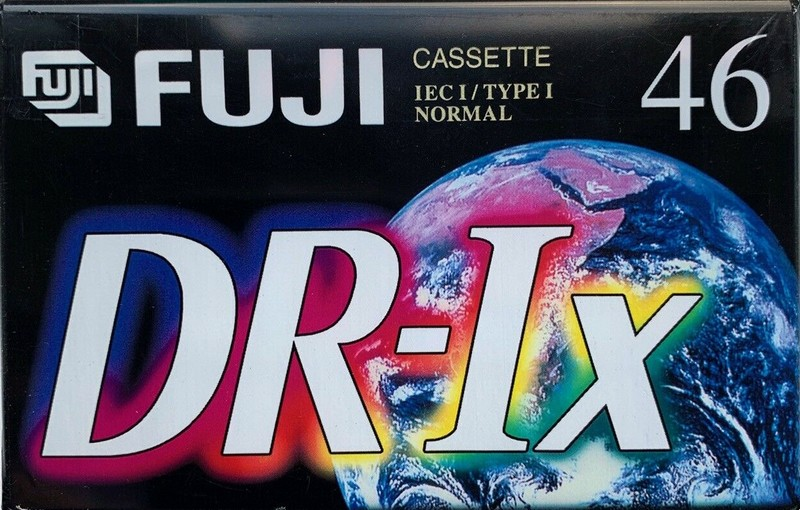 FUJI FUJI
CASSETTE
IEC I / TYPE I
NORMAL
46
DR-Ix